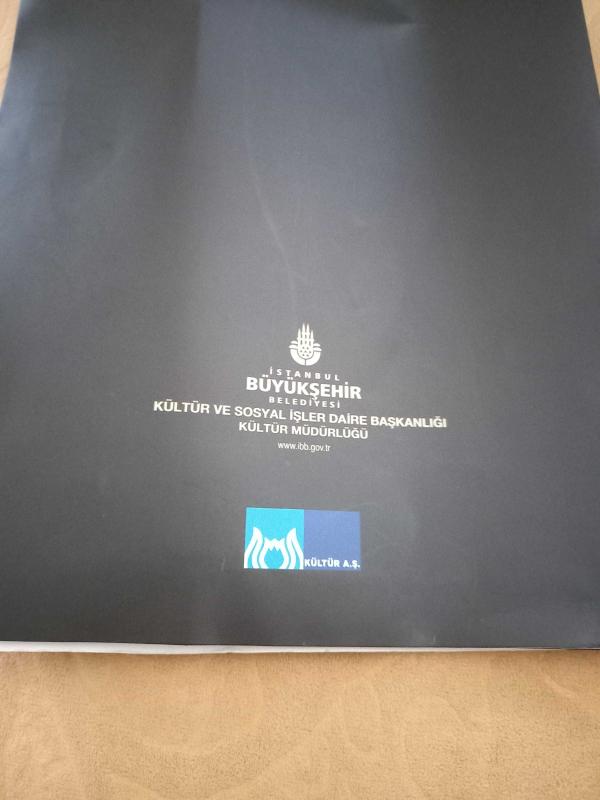 İSTANBUL
BÜYÜKŞEHİR
BELEDİYESİ
KÜLTÜR VE SOSYAL İŞLER DAİRE BAŞKANLIĞI
KÜLTÜR MÜDÜRLÜĞÜ
www.ibb.gov.tr
KÜLTÜR A.Ş.